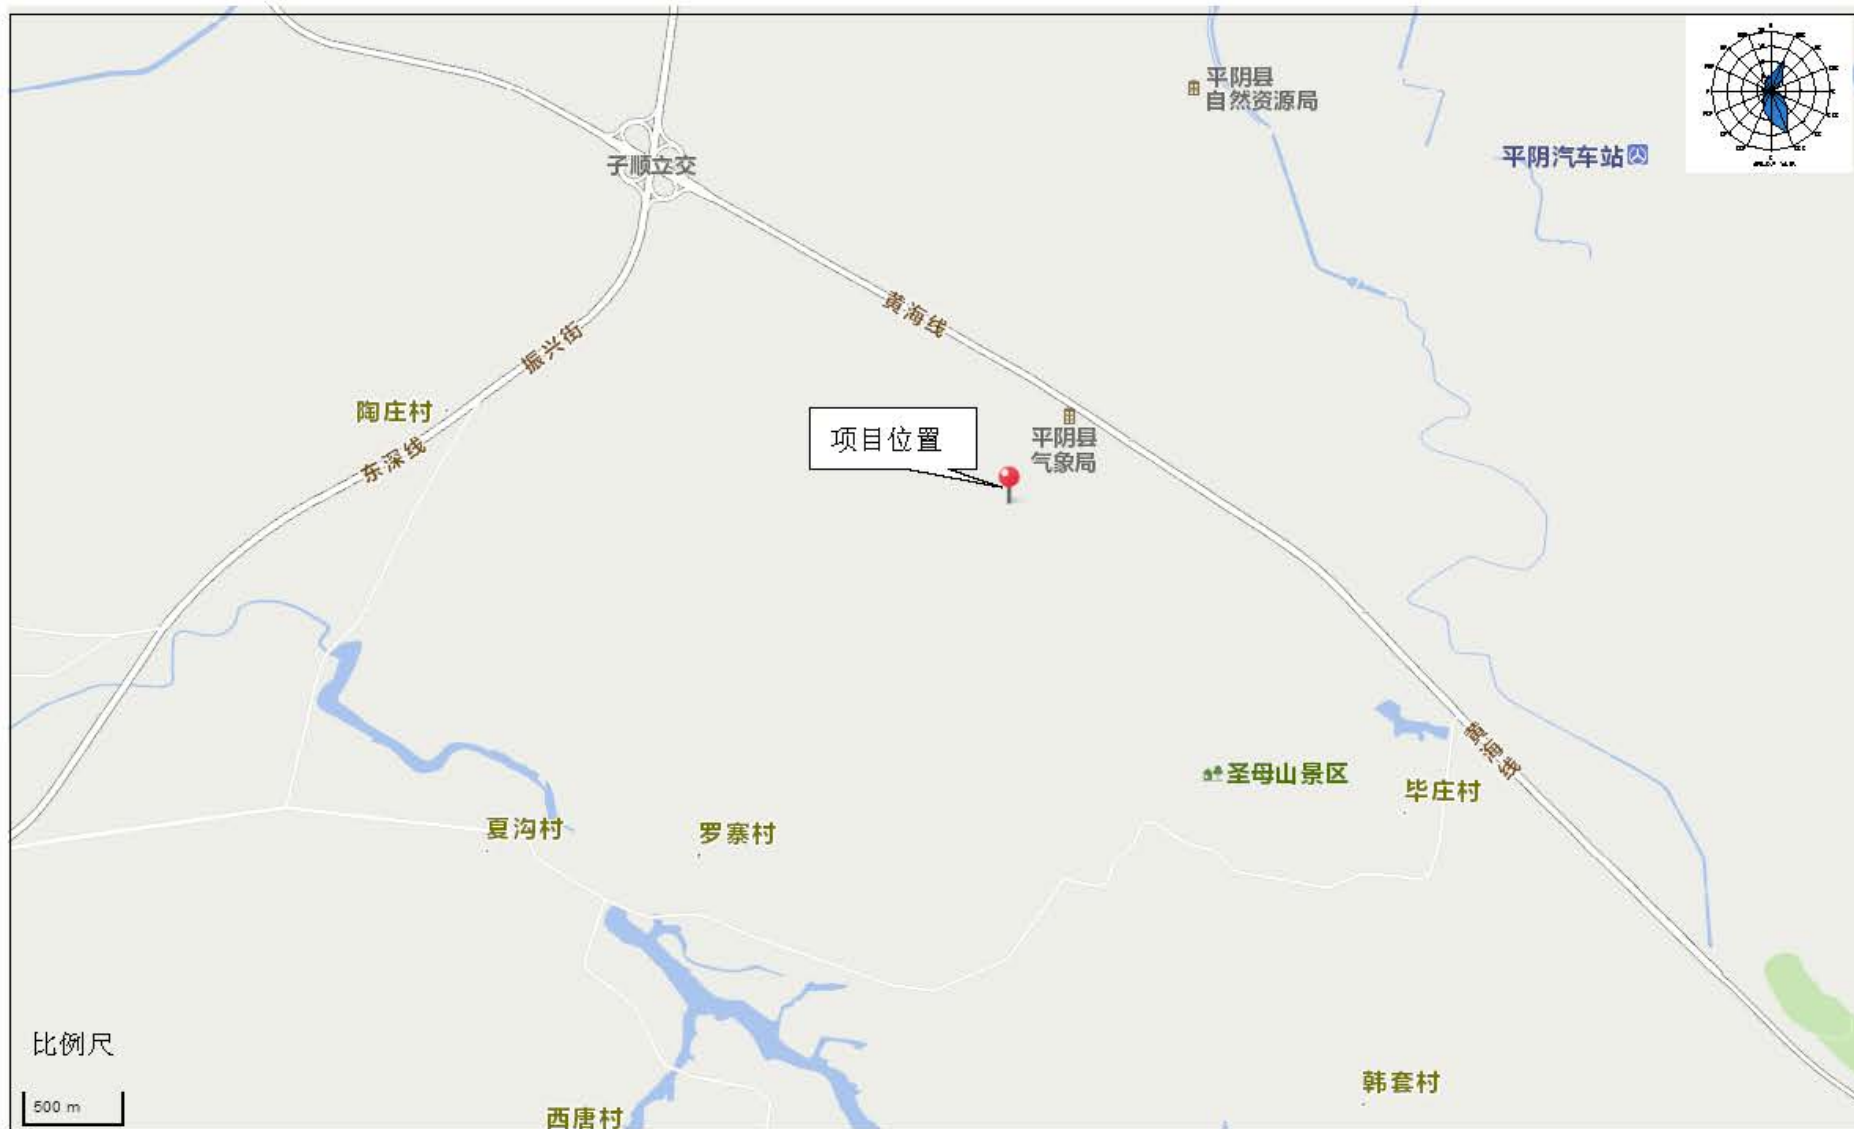 平阴县
自然资源局
平阴汽车站
子顺立交
黄海线
振兴街
陶庄村
东深线
项目位置
平阴县
气象局
黄海线
圣母山景区
毕庄村
夏沟村
罗寨村
比例尺
500 m
韩套村
西唐村